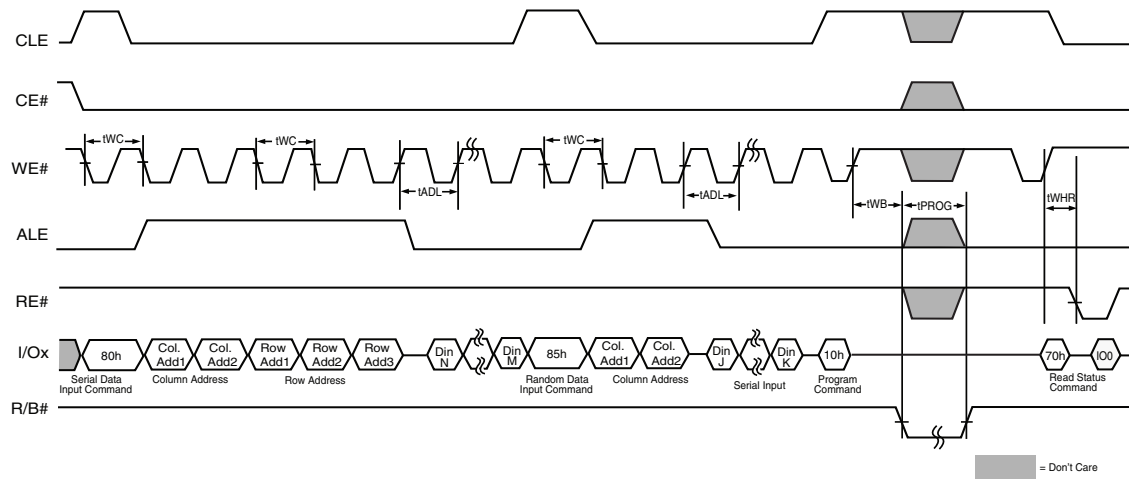 CLE
CE#
tWC
tWC
tWC
WE#
tADL
tADL
tWB
tPROG
tWHR
ALE
RE#
I/Ox
80h
Col.
Add1
Col.
Add2
Row
Add1
Row
Add2
Row
Add3
Din
N
Din
M
85h
Col.
Add1
Col.
Add2
Din
J
Din
K
10h
70h
IO0
Serial Data
Input Command
Column Address
Row Address
Random Data
Input Command
Column Address
Serial Input
Program
Command
Read Status
Command
R/B#
= Don't Care